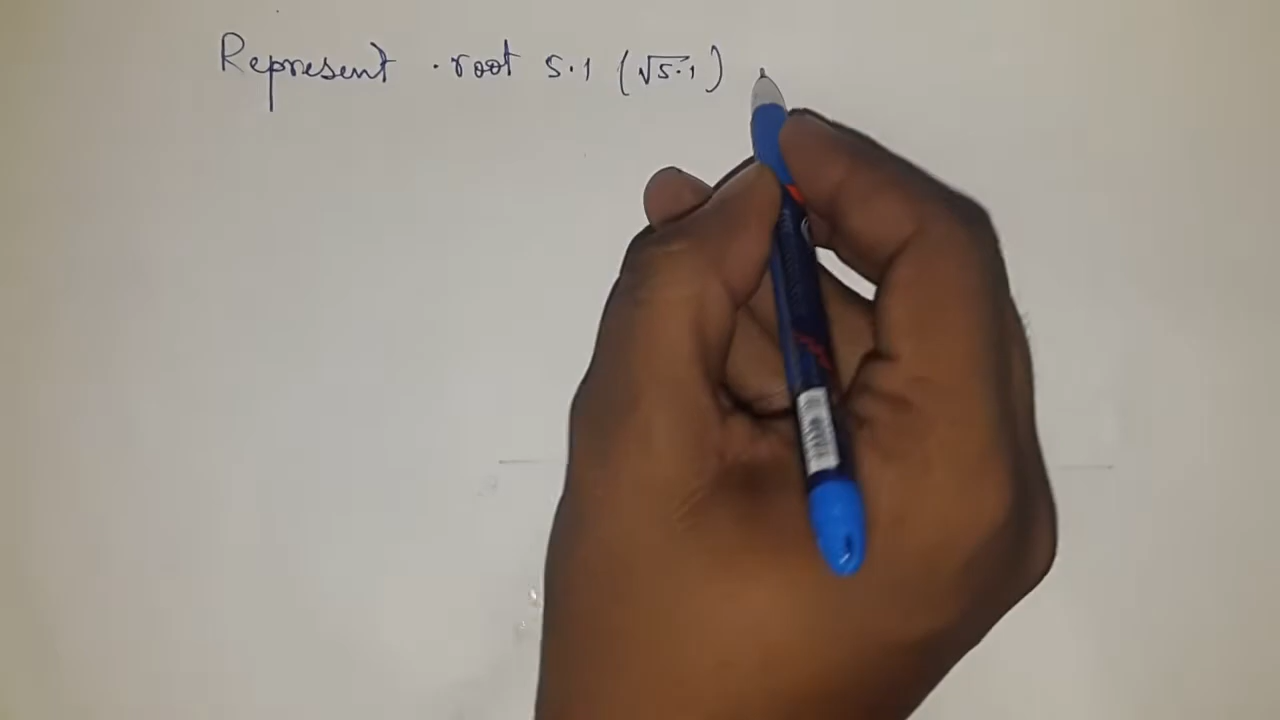 Represent root 5.1 (√5.1)